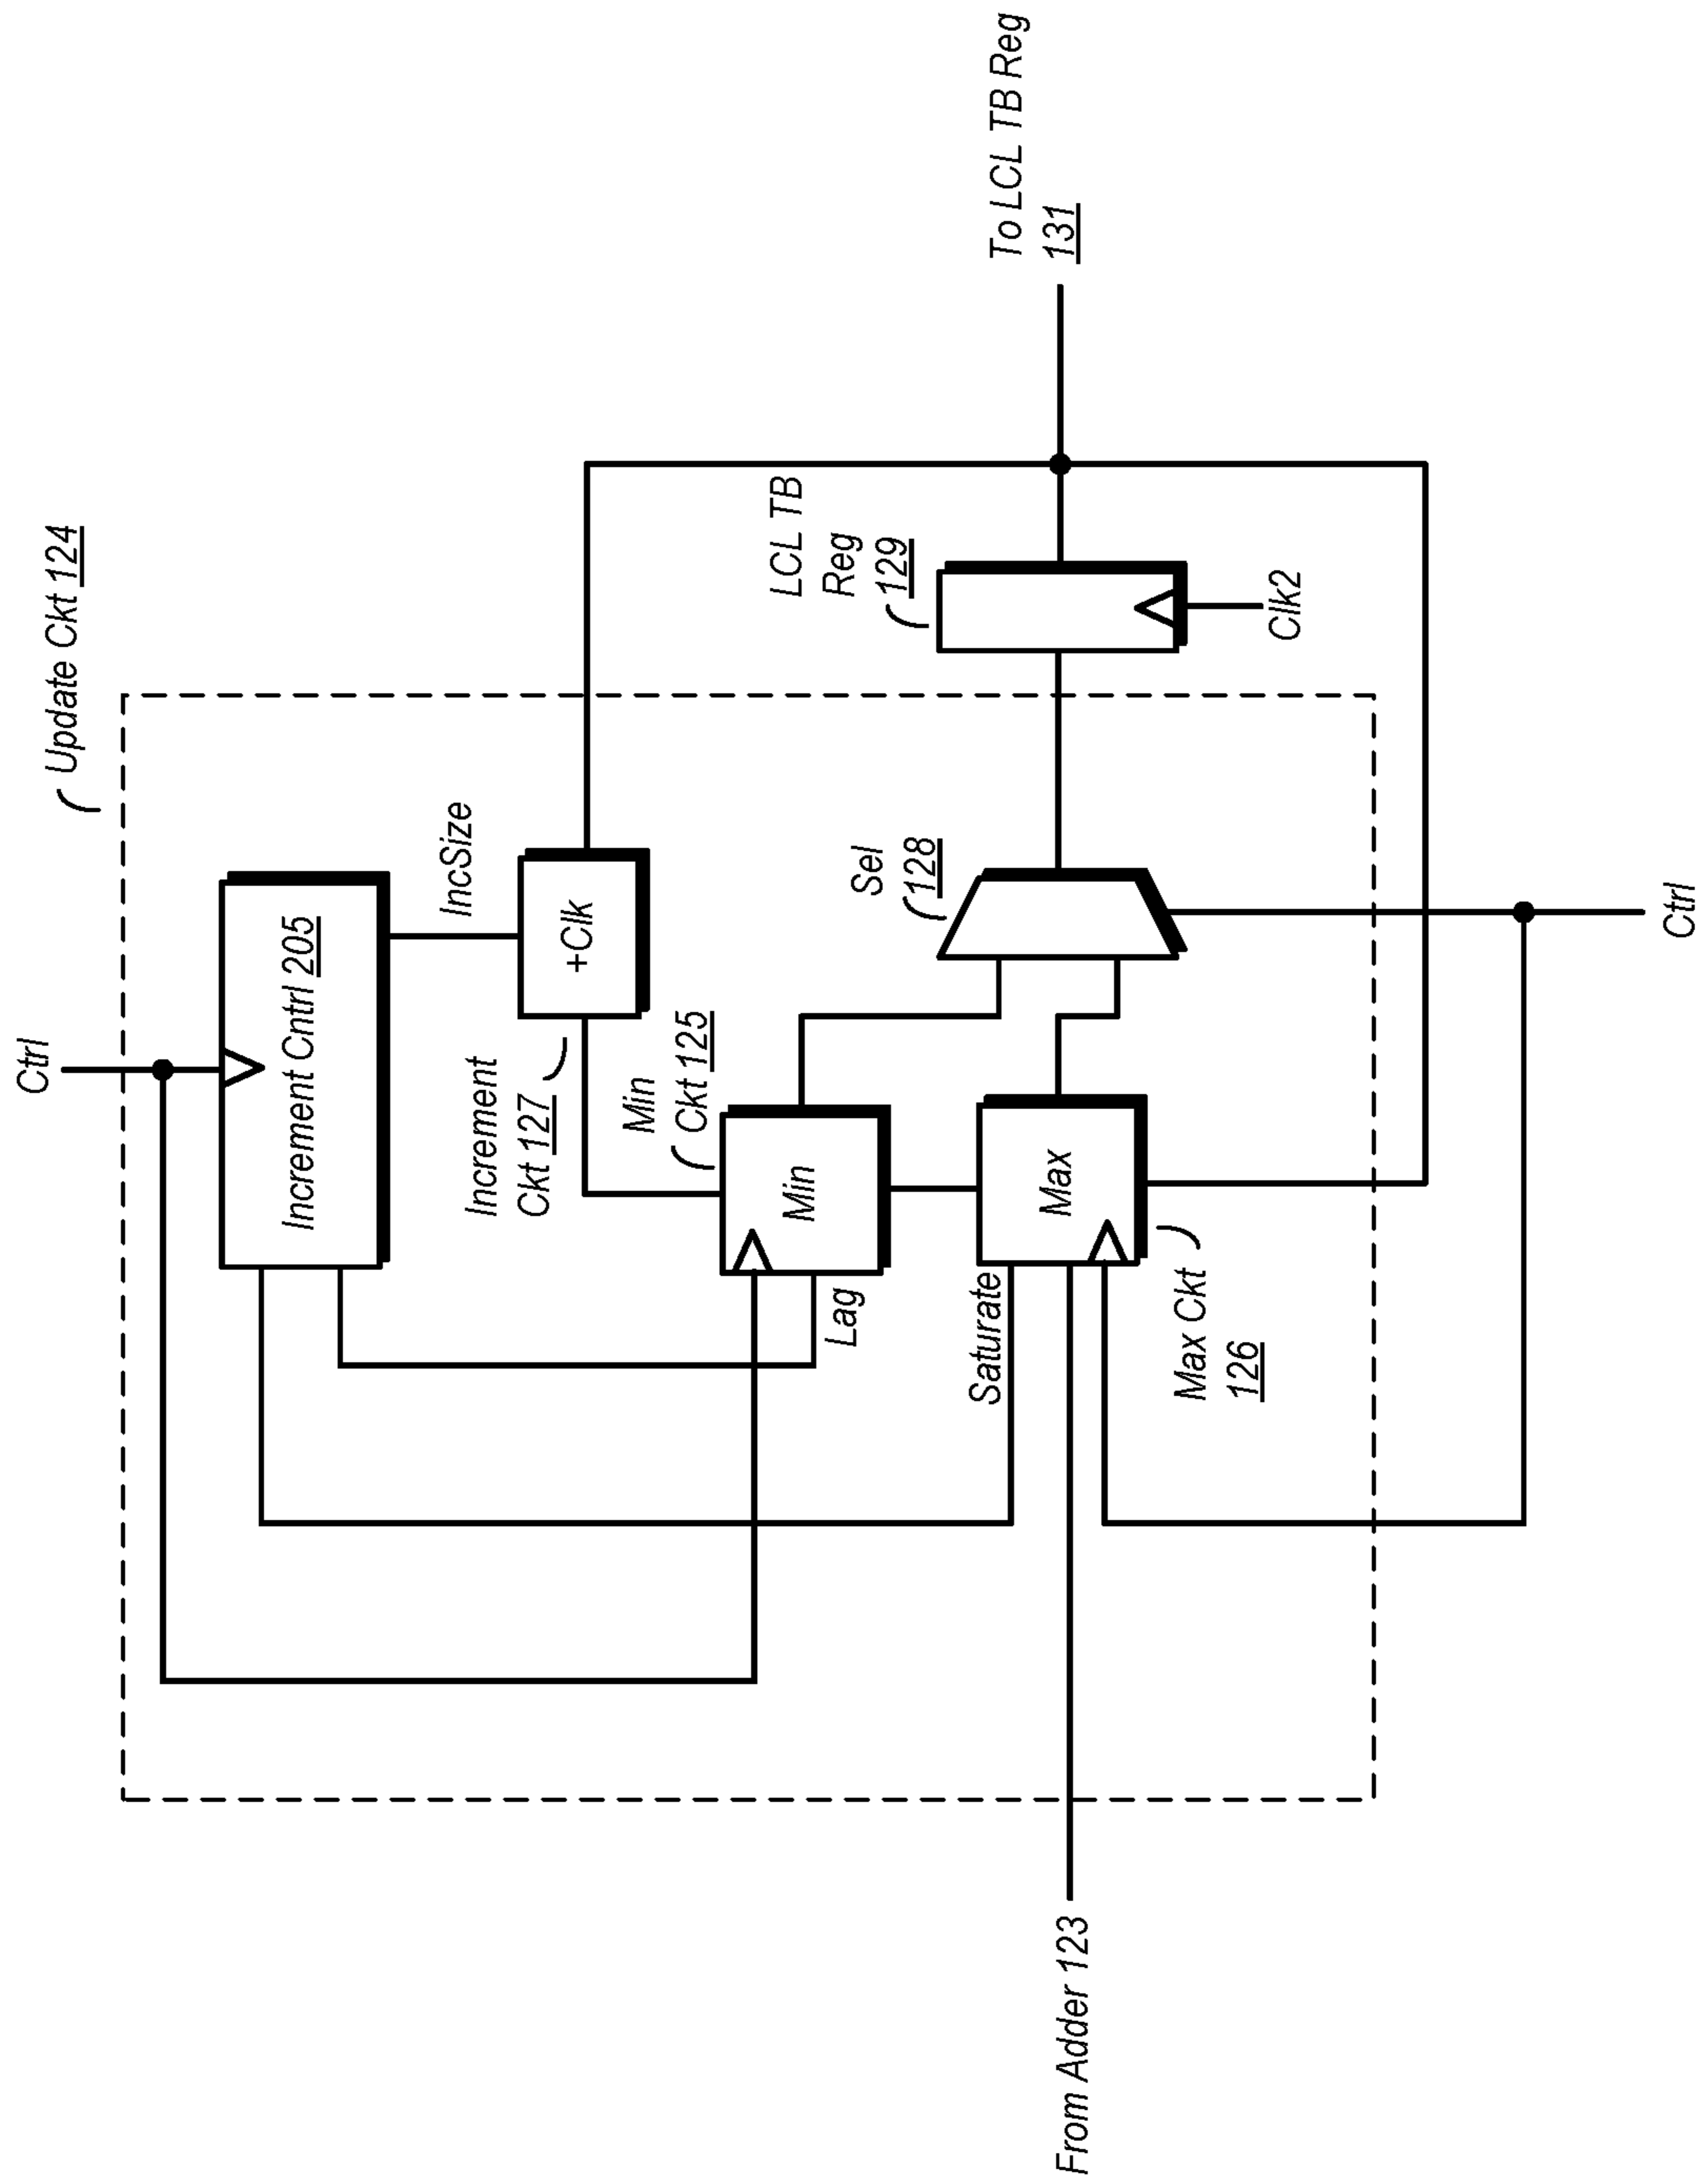 Update Ckt 124
Ctrl
Increment Cntrl 205
IncSize
Increment
Ckt 127
+Clk
Min
Ckt 125
Min
Lag
Saturate
Max
Max Ckt
126
Sel
128
LCL TB
Reg
129
Clk2
To LCL TB Reg
131
From Adder 123
Ctrl